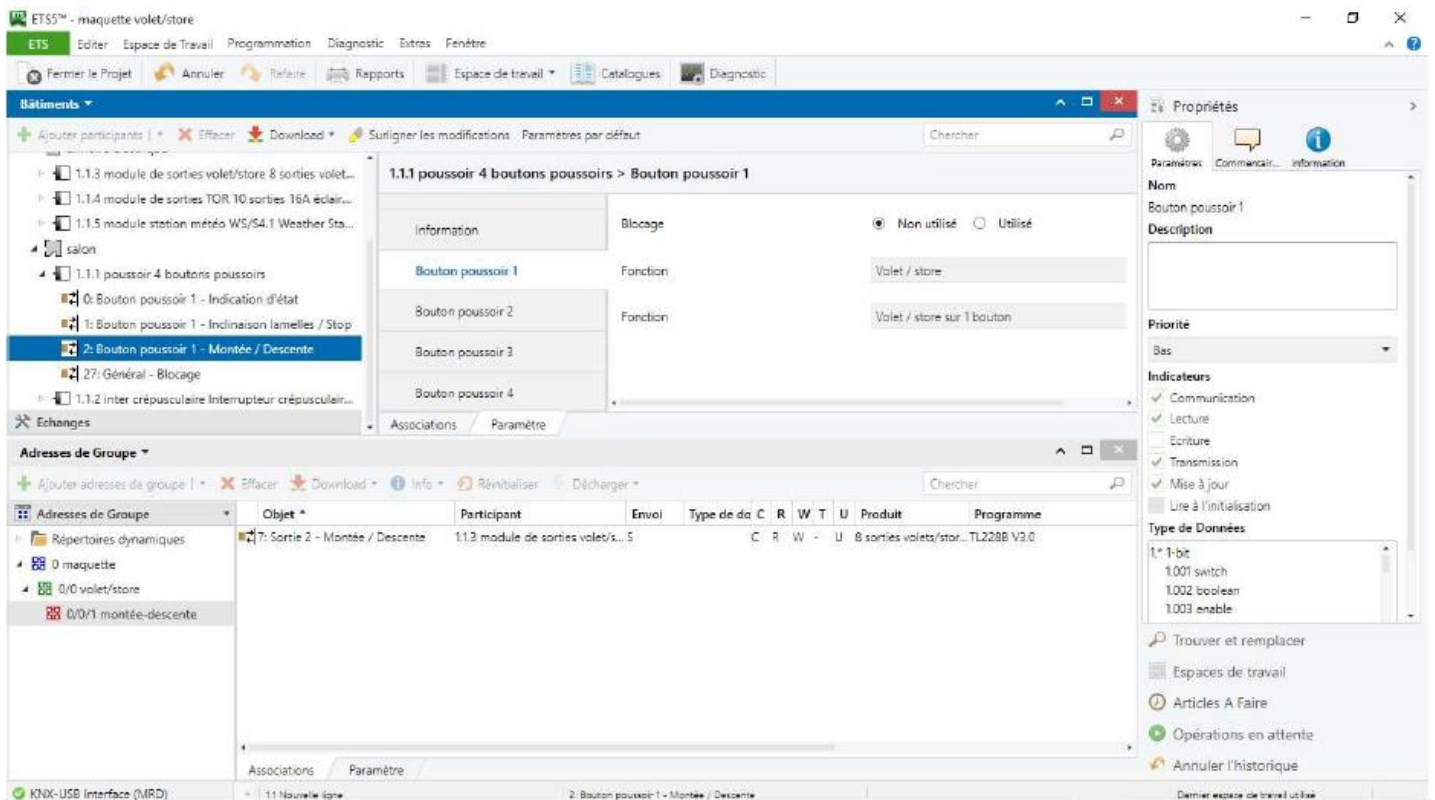 ETS5™ - maquette volet/store
ETS Editer Espace de Travail Programmation Diagnostic Extras Fenêtre
Fermer le Projet Annuler Refaire Rapports Espace de travail Catalogues Diagnostic
Bâtiments
Ajouter participants Effacer Download Surligner les modifications Paramètres par défaut Chercher
1.1.3 module de sorties volet/store 8 sorties volet...
1.1.4 module de sorties TOR 10 sorties 16A éclair...
1.1.5 module station météo WS/S4.1 Weather Sta...
salon
1.1.1 poussoir 4 boutons poussoirs
0: Bouton poussoir 1 - Indication d'état
1: Bouton poussoir 1 - Inclinaison lamelles / Stop
2: Bouton poussoir 1 - Montée / Descente
27: Général - Blocage
1.1.2 inter crépusculaire Interrupteur crépusculair...
Echanges
1.1.1 poussoir 4 boutons poussoirs > Bouton poussoir 1
Information
Bouton poussoir 1
Bouton poussoir 2
Bouton poussoir 3
Bouton poussoir 4
Blocage Non utilisé Utilisé
Fonction Volet / store
Fonction Volet / store sur 1 bouton
Associations Paramètre
Adresses de Groupe
Ajouter adresses de groupe Effacer Download Info Réinitialiser Décharger Chercher
Adresses de Groupe
Répertoires dynamiques
0 maquette
0/0 volet/store
0/0/1 montée-descente
Objet Participant Envoi Type de do C R W T U Produit Programme
7: Sortie 2 - Montée / Descente 1.1.3 module de sorties volet/s... S C R W - U 8 sorties volets/stor... TL228B V3.0
Associations Paramètre
Propriétés
Paramètres Commentair... Information
Nom
Bouton poussoir 1
Description
Priorité
Bas
Indicateurs
Communication
Lecture
Ecriture
Transmission
Mise à jour
Lire à l'initialisation
Type de Données
1.* 1-bit
1.001 switch
1.002 boolean
1.003 enable
Trouver et remplacer
Espaces de travail
Articles A Faire
Opérations en attente
Annuler l'historique
KNX-USB Interface (MRD) 1.1 Nouvelle ligne 2: Bouton poussoir 1 - Montée / Descente Dernier espace de travail utilisé